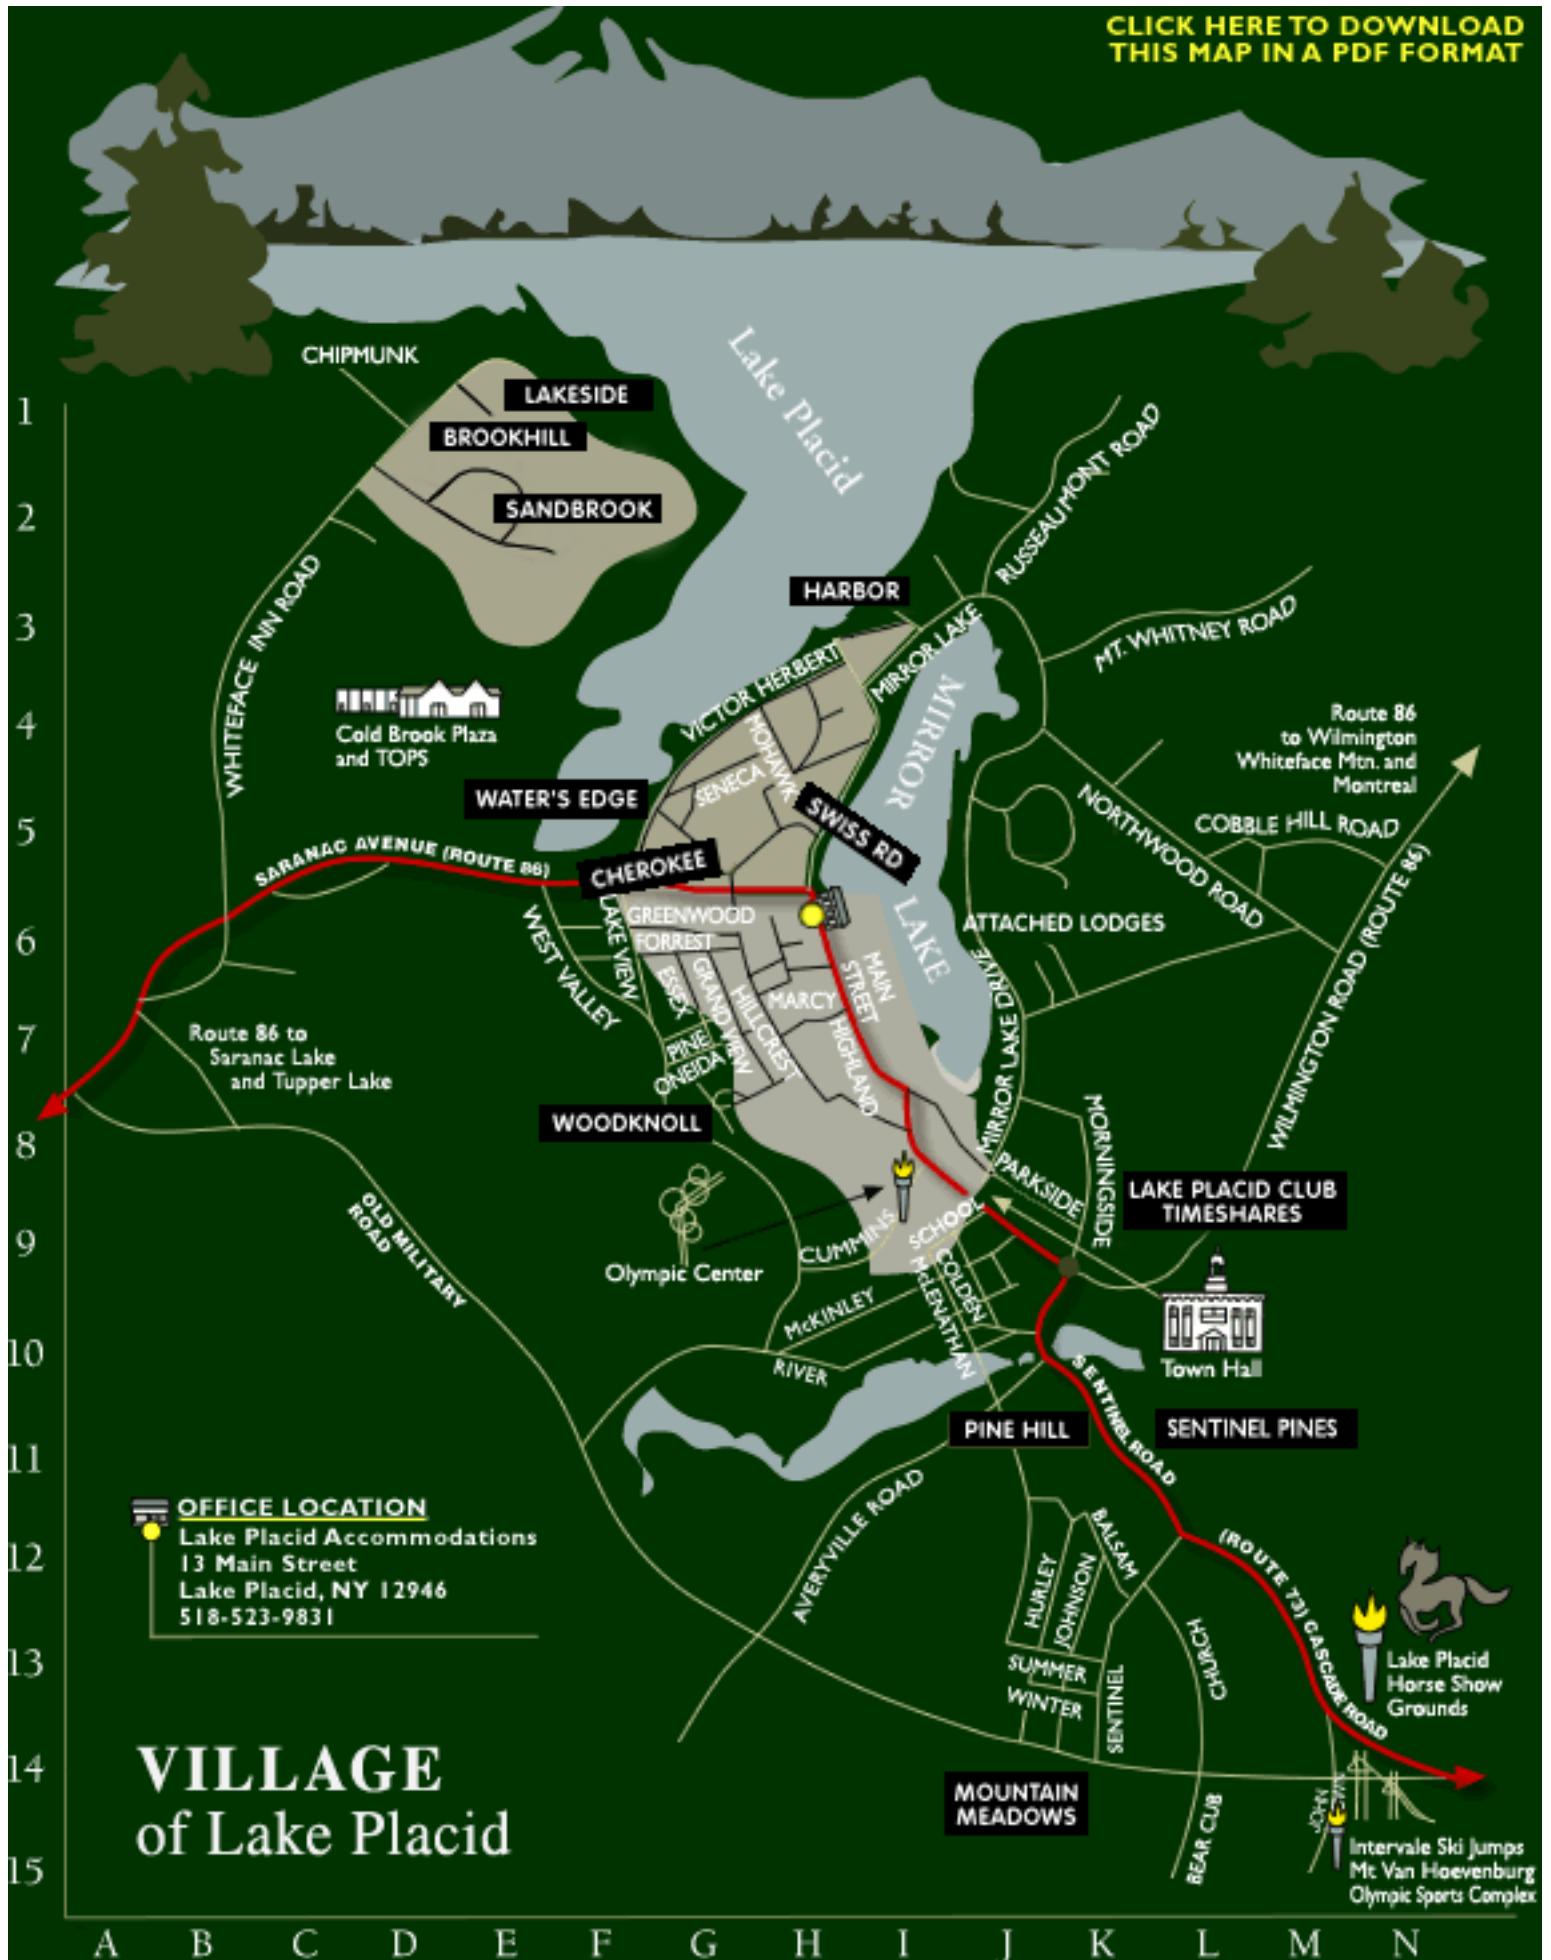 CLICK HERE TO DOWNLOAD
THIS MAP IN A PDF FORMAT
Lake Placid
CHIPMUNK
LAKESIDE
BROOKHILL
SANDBROOK
1
2
3
4
5
6
7
8
9
10
11
12
13
14
15
RUSSEAUMONT ROAD
HARBOR
MIRROR LAKE
MT. WHITNEY ROAD
WHITEFACE INN ROAD
VICTOR HERBERT
Cold Brook Plaza
and TOPS
MOHAWK
SENECA
MIRROR
LAKE
Route 86
to Wilmington
Whiteface Mtn. and
Montreal
WATER'S EDGE
SWISS RD
CHEROKEE
NORTHWOOD ROAD
COBBLE HILL ROAD
SARANAC AVENUE (ROUTE 86)
WILMINGTON ROAD (ROUTE 86)
LAKE VIEW
WEST VALLEY
GREENWOOD
FORREST
ATTACHED LODGES
ESSEX
GRAND VIEW
HILLCREST
MARCY
MAIN
STREET
HIGHLAND
MIRROR LAKE DRIVE
PINE
ONEIDA
Route 86 to
Saranac Lake
and Tupper Lake
WOODKNOLL
MORNINGSIDE
PARKSIDE
LAKE PLACID CLUB
TIMESHARES
OLD MILITARY
ROAD
Olympic Center
CUMMINS
SCHOOL
COLDEN
McLENATHAN
McKINLEY
RIVER
Town Hall
SENTINEL ROAD
PINE HILL
SENTINEL PINES
AVERYVILLE ROAD
BALSAM
HURLEY
JOHNSON
(ROUTE 73) CASCADE ROAD
SUMMER
WINTER
SENTINEL
CHURCH
Lake Placid
Horse Show
Grounds
OFFICE LOCATION
Lake Placid Accommodations
13 Main Street
Lake Placid, NY 12946
518-523-9831
VILLAGE
of Lake Placid
MOUNTAIN
MEADOWS
BEAR CUB
Intervale Ski Jumps
Mt Van Hoevenburg
Olympic Sports Complex
A B C D E F G H I J K L M N